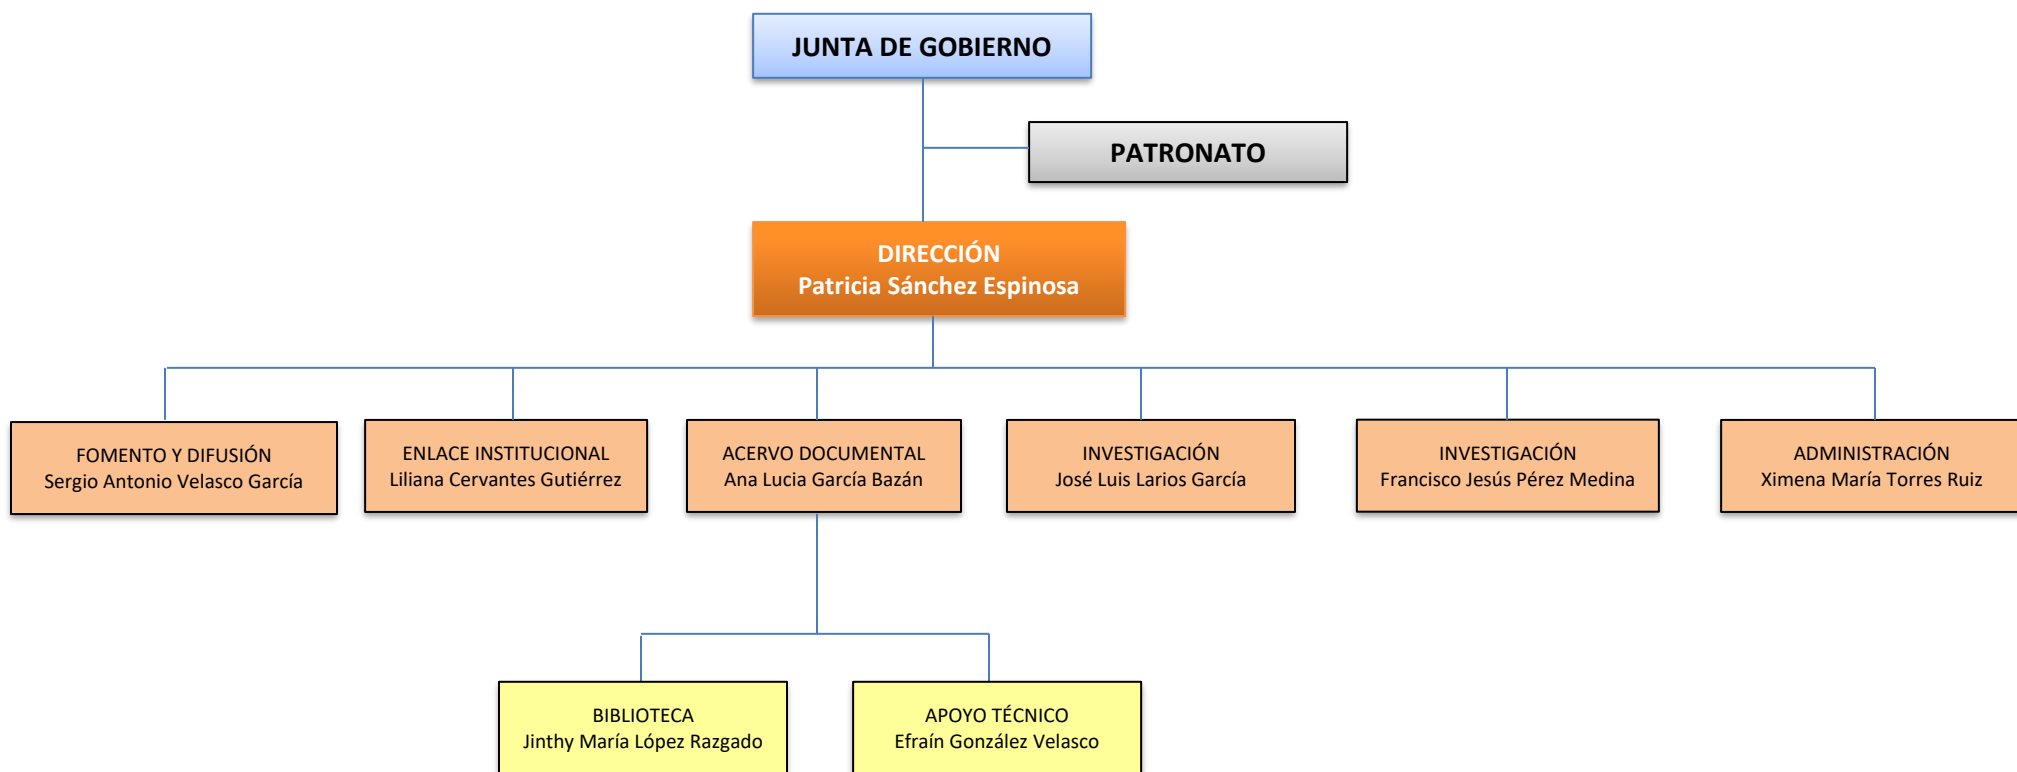 JUNTA DE GOBIERNO
PATRONATO
DIRECCIÓN
Patricia Sánchez Espinosa
FOMENTO Y DIFUSIÓN
Sergio Antonio Velasco García
ENLACE INSTITUCIONAL
Liliana Cervantes Gutiérrez
ACERVO DOCUMENTAL
Ana Lucia García Bazán
INVESTIGACIÓN
José Luis Larios García
INVESTIGACIÓN
Francisco Jesús Pérez Medina
ADMINISTRACIÓN
Ximena María Torres Ruiz
BIBLIOTECA
Jinthy María López Razgado
APOYO TÉCNICO
Efraín González Velasco